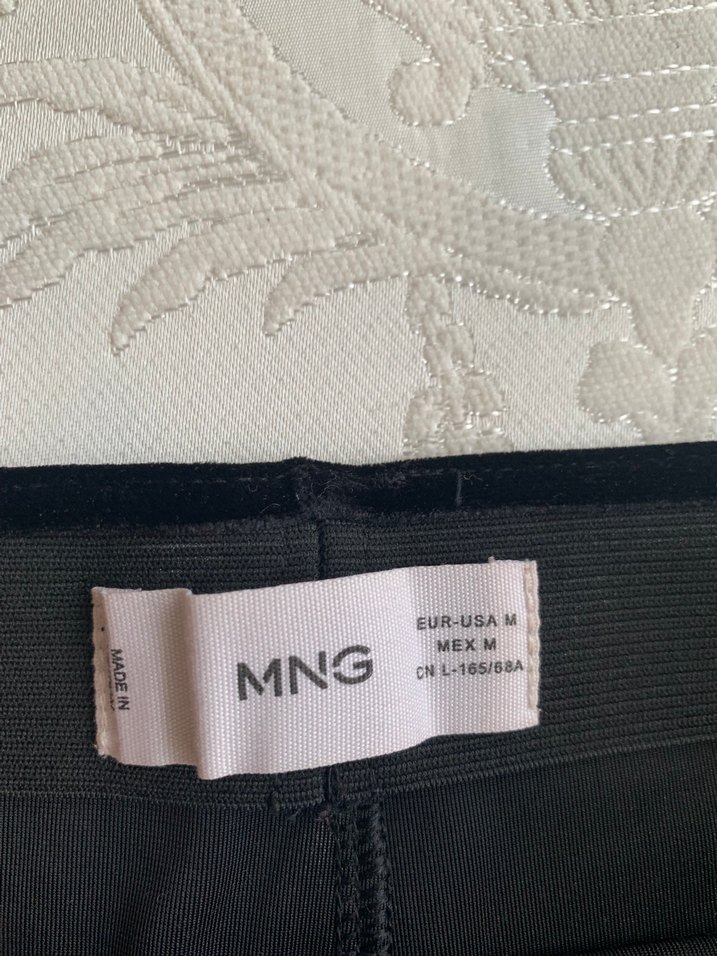 MADE IN
MNG
EUR-USA M
MEX M
CN L-165/68A